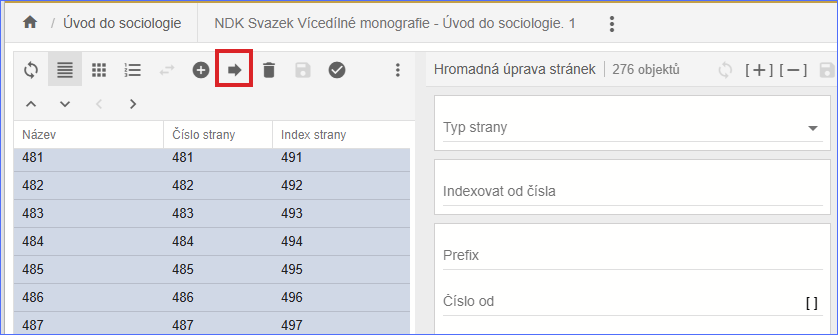 / Úvod do sociologie NDK Svazek Vícedílné monografie - Úvod do sociologie. 1
Hromadná úprava stránek 276 objektů [+] [−]
Název Číslo strany Index strany
481 481 491
482 482 492
483 483 493
484 484 494
485 485 495
486 486 496
487 487 497
Typ strany
Indexovat od čísla
Prefix
Číslo od [ ]